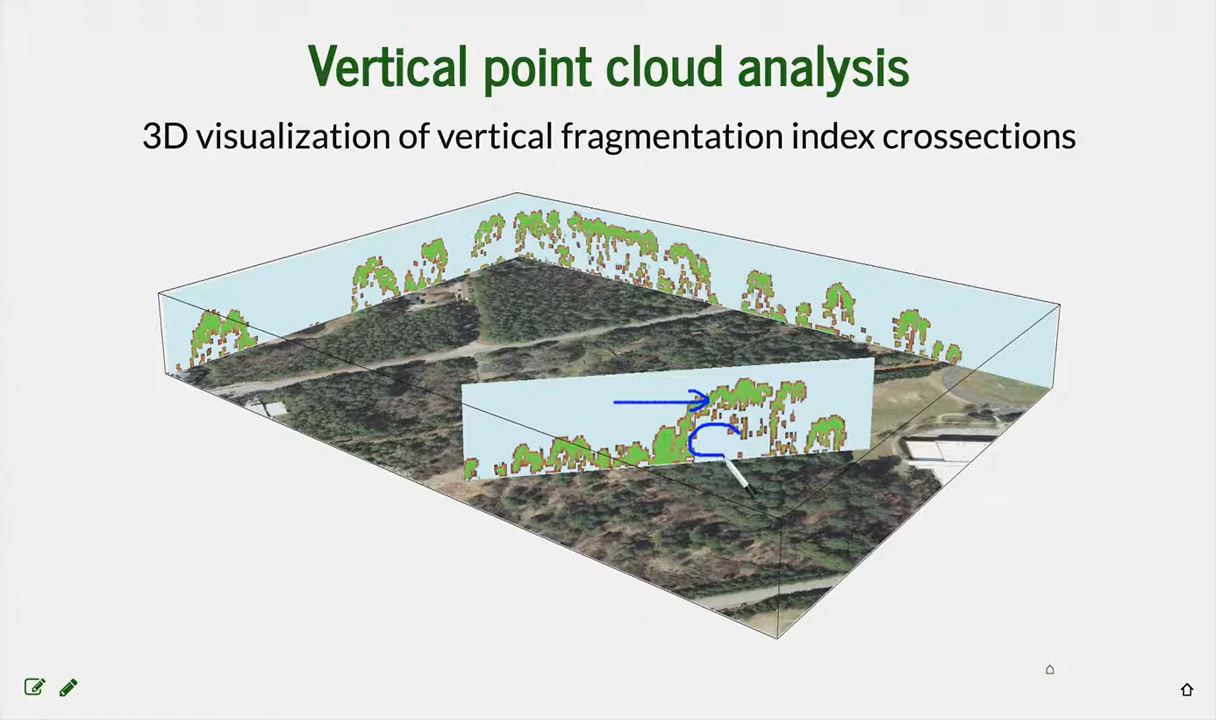 Vertical point cloud analysis
3D visualization of vertical fragmentation index crossections